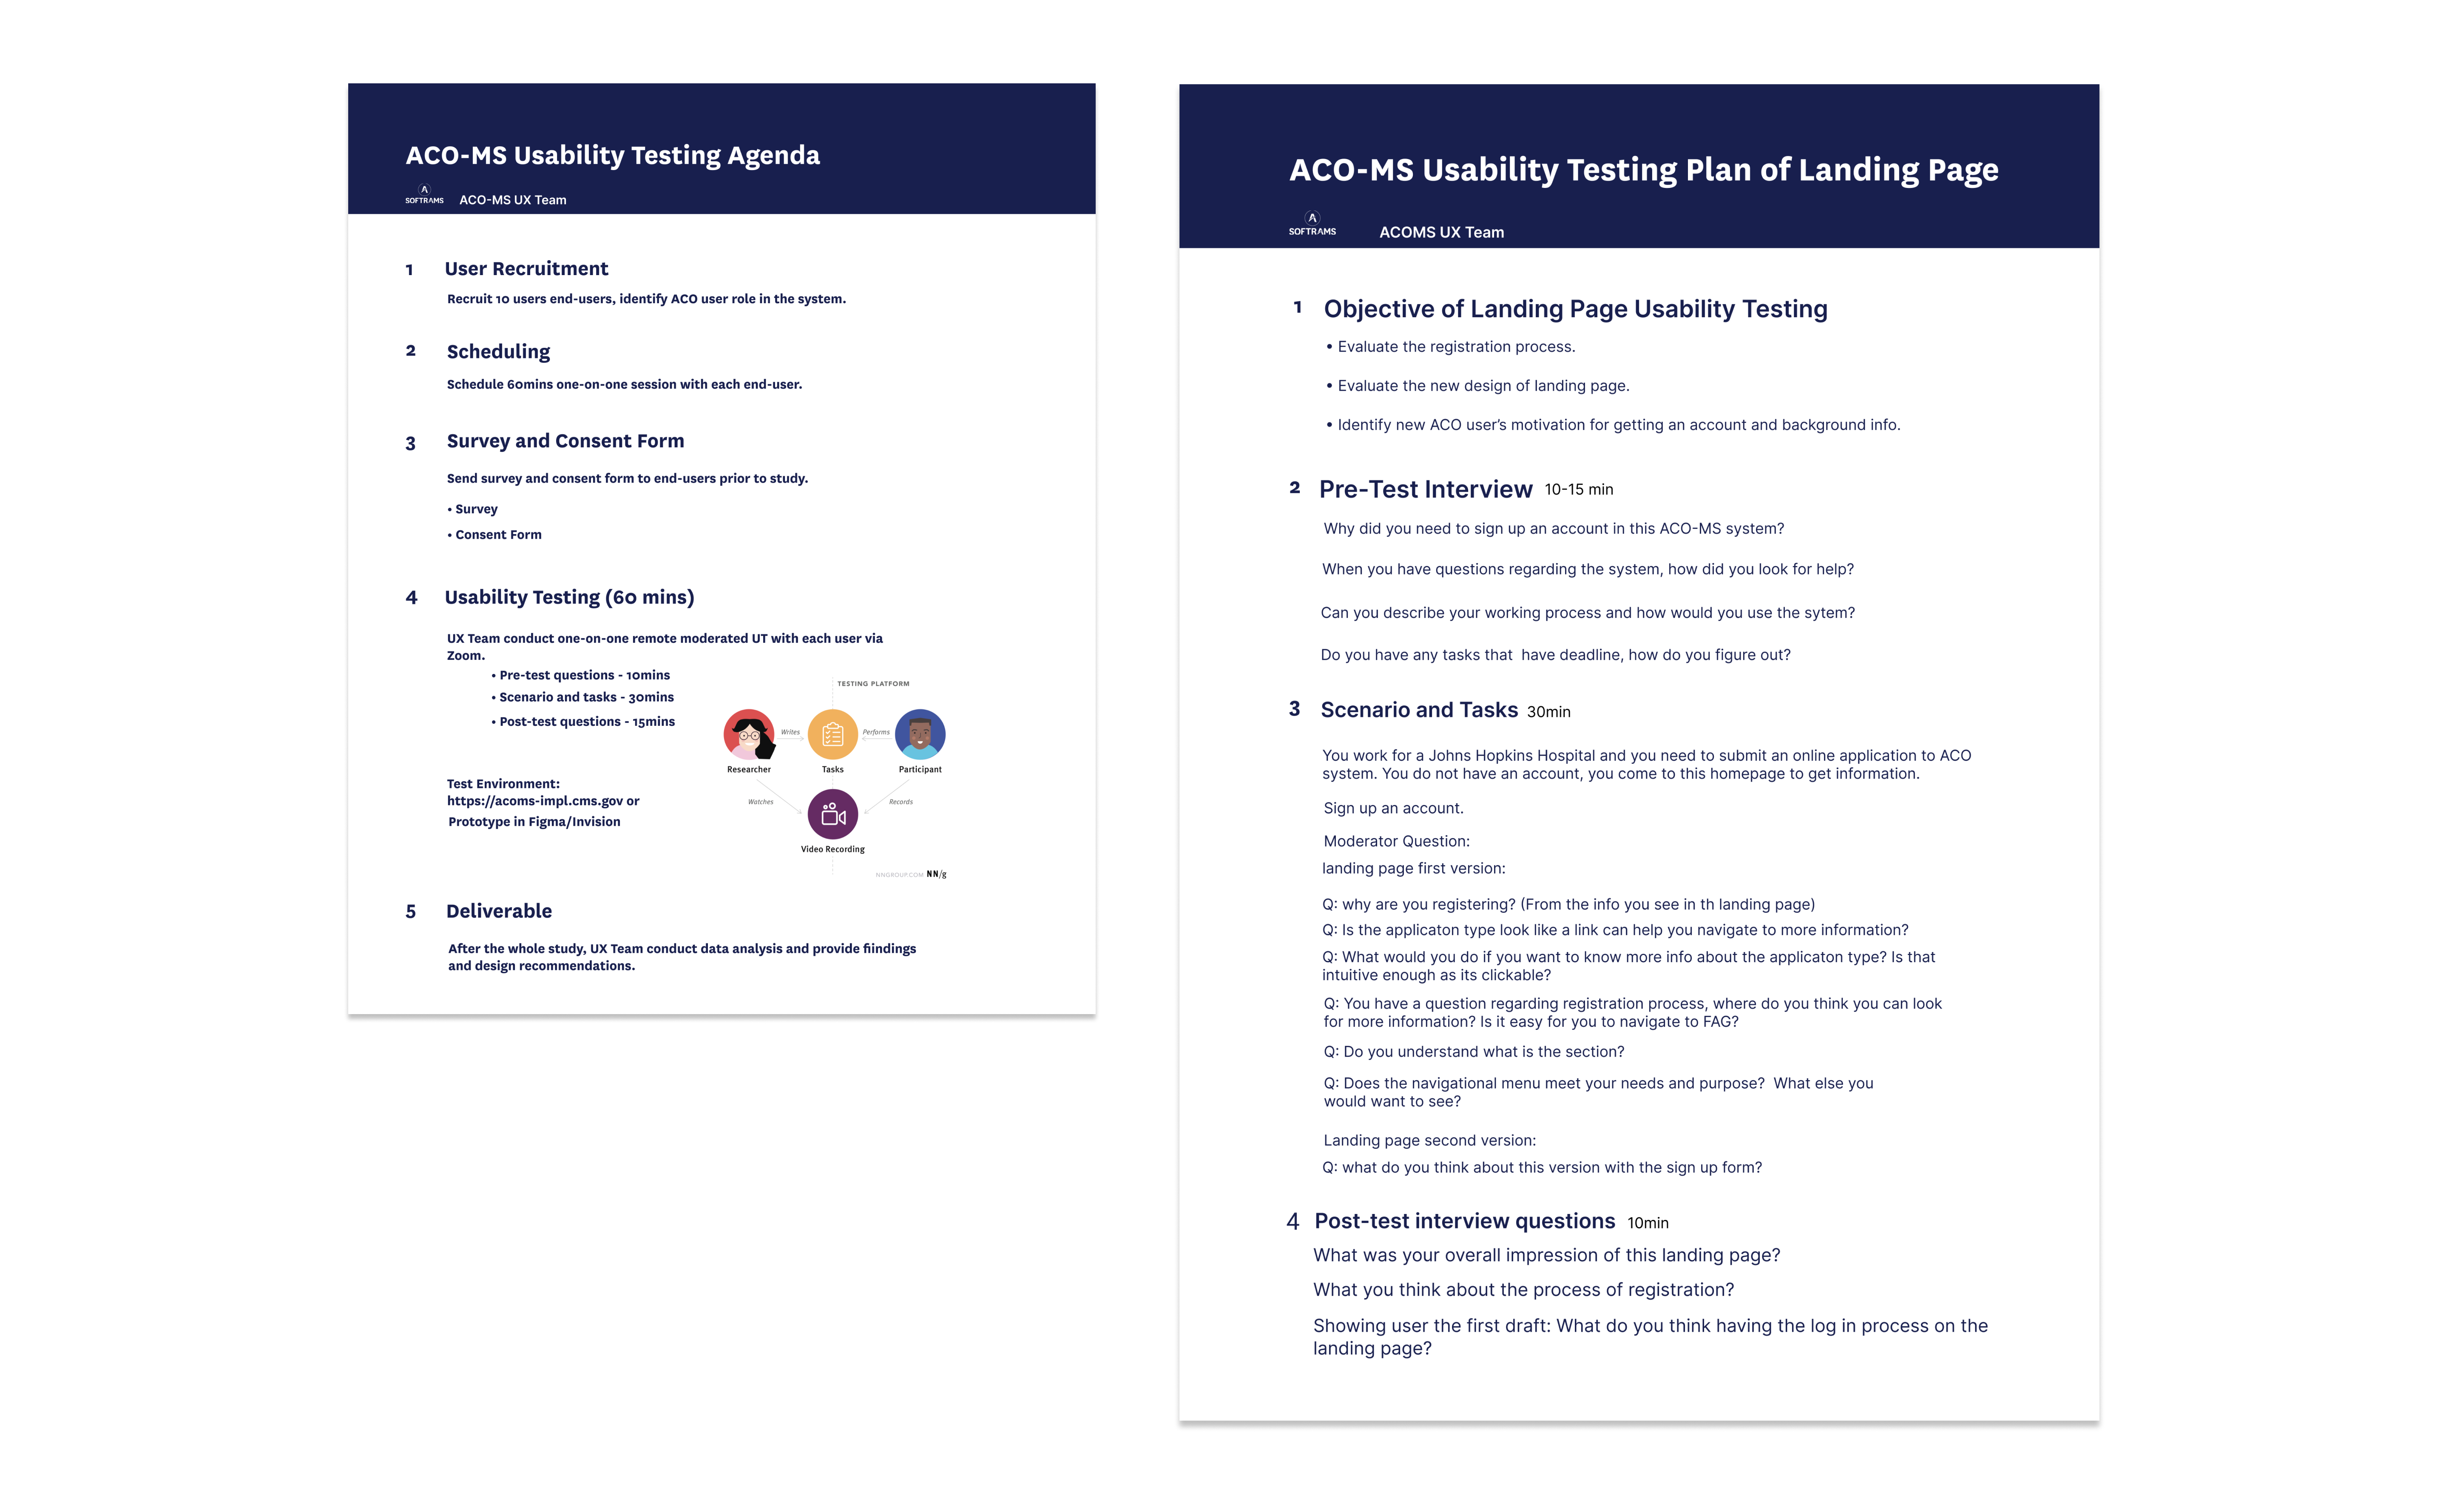 ACO-MS Usability Testing Agenda
A
SOFTRAMS
ACO-MS UX Team
1
User Recruitment
Recruit 10 users end-users, identify ACO user role in the system.
2
Scheduling
Schedule 60mins one-on-one session with each end-user.
3
Survey and Consent Form
Send survey and consent form to end-users prior to study.
• Survey
• Consent Form
4
Usability Testing (60 mins)
UX Team conduct one-on-one remote moderated UT with each user via
Zoom.
• Pre-test questions - 10mins
• Scenario and tasks - 30mins
• Post-test questions - 15mins
Test Environment:
https://acoms-impl.cms.gov or
Prototype in Figma/Invision
TESTING PLATFORM
Writes
Performs
Researcher
Tasks
Participant
Watches
Records
Video Recording
NNGROUP.COM NN/g
5
Deliverable
After the whole study, UX Team conduct data analysis and provide fiindings
and design recommendations.
ACO-MS Usability Testing Plan of Landing Page
A
SOFTRAMS
ACOMS UX Team
1
Objective of Landing Page Usability Testing
• Evaluate the registration process.
• Evaluate the new design of landing page.
• Identify new ACO user’s motivation for getting an account and background info.
2
Pre-Test Interview 10-15 min
Why did you need to sign up an account in this ACO-MS system?
When you have questions regarding the system, how did you look for help?
Can you describe your working process and how would you use the sytem?
Do you have any tasks that  have deadline, how do you figure out?
3
Scenario and Tasks 30min
You work for a Johns Hopkins Hospital and you need to submit an online application to ACO
system. You do not have an account, you come to this homepage to get information.
Sign up an account.
Moderator Question:
landing page first version:
Q: why are you registering? (From the info you see in th landing page)
Q: Is the applicaton type look like a link can help you navigate to more information?
Q: What would you do if you want to know more info about the applicaton type? Is that
intuitive enough as its clickable?
Q: You have a question regarding registration process, where do you think you can look
for more information? Is it easy for you to navigate to FAG?
Q: Do you understand what is the section?
Q: Does the navigational menu meet your needs and purpose?  What else you
would want to see?
Landing page second version:
Q: what do you think about this version with the sign up form?
4
Post-test interview questions 10min
What was your overall impression of this landing page?
What you think about the process of registration?
Showing user the first draft: What do you think having the log in process on the
landing page?